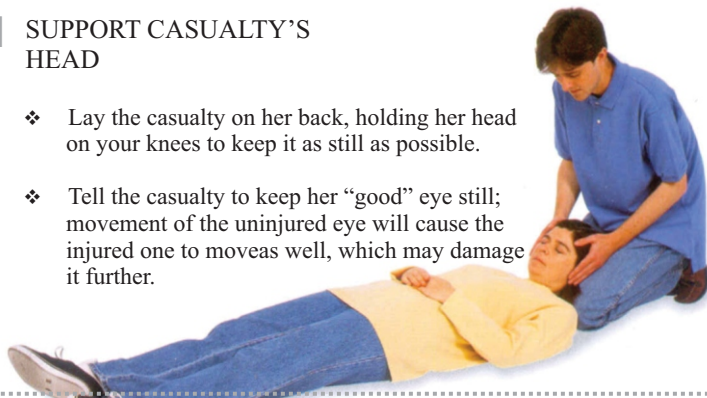 SUPPORT CASUALTY’S
HEAD
❖ Lay the casualty on her back, holding her head
on your knees to keep it as still as possible.
❖ Tell the casualty to keep her “good” eye still;
movement of the uninjured eye will cause the
injured one to moveas well, which may damage
it further.